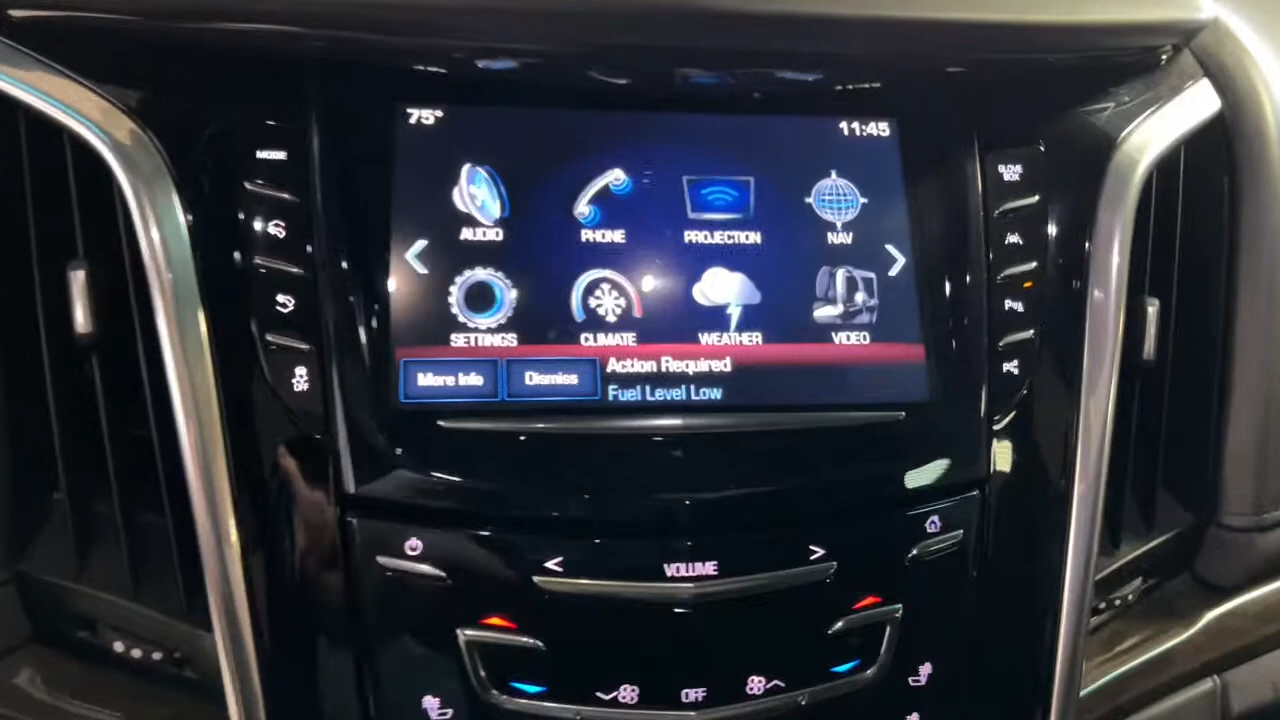 75°
11:45
MODE
GLOVE
BOX
AUDIO
PHONE
PROJECTION
NAV
SETTINGS
CLIMATE
WEATHER
VIDEO
More Info
Dismiss
Action Required
Fuel Level Low
OFF
VOLUME
OFF